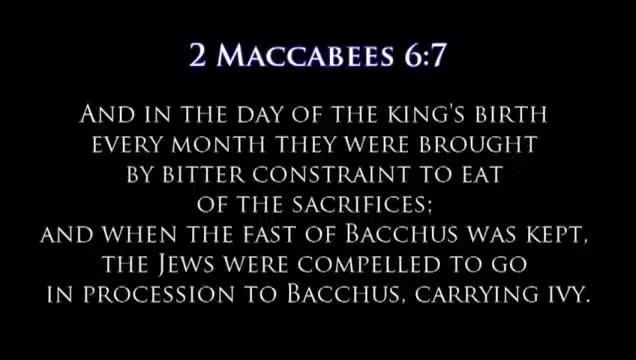 2 Maccabees 6:7
And in the day of the king's birth
every month they were brought
by bitter constraint to eat
of the sacrifices;
and when the fast of Bacchus was kept,
the Jews were compelled to go
in procession to Bacchus, carrying ivy.